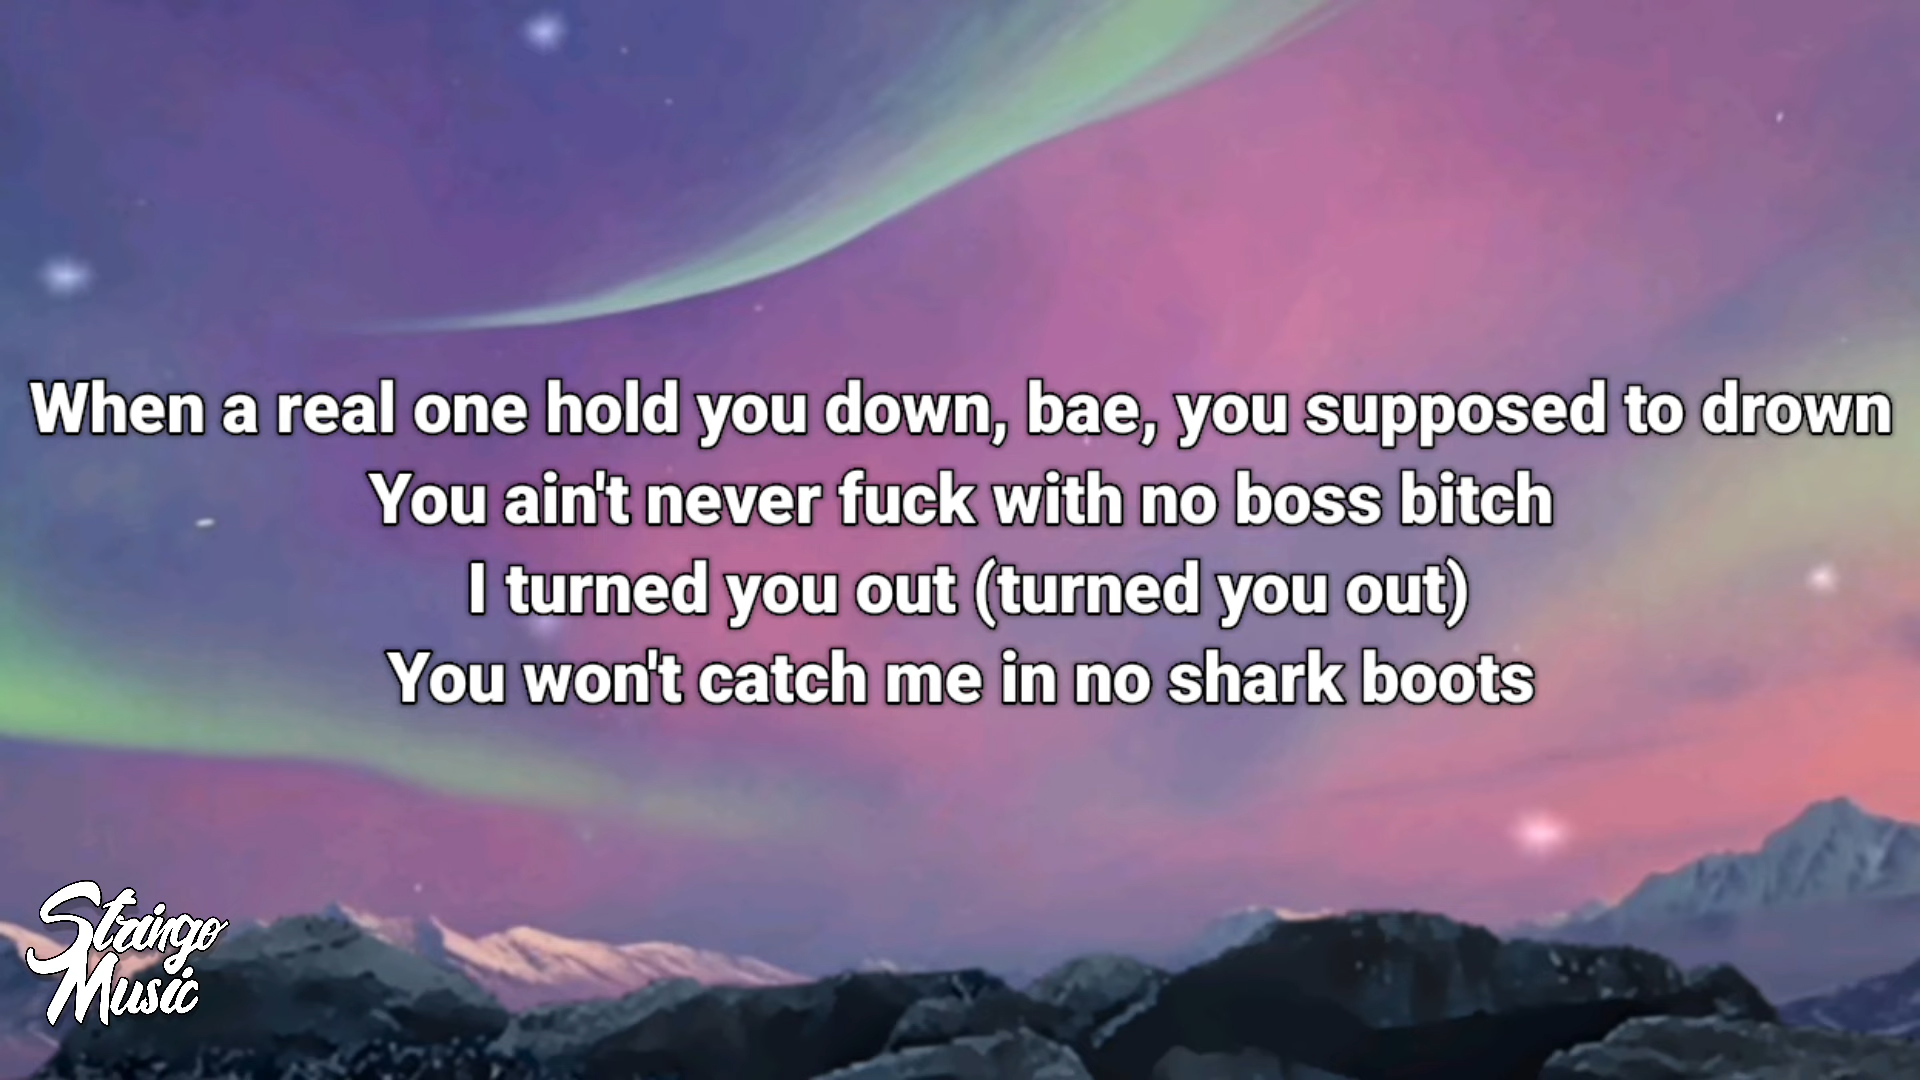 When a real one hold you down, bae, you supposed to drown
You ain't never fuck with no boss bitch
I turned you out (turned you out)
You won't catch me in no shark boots
Straingo
Music